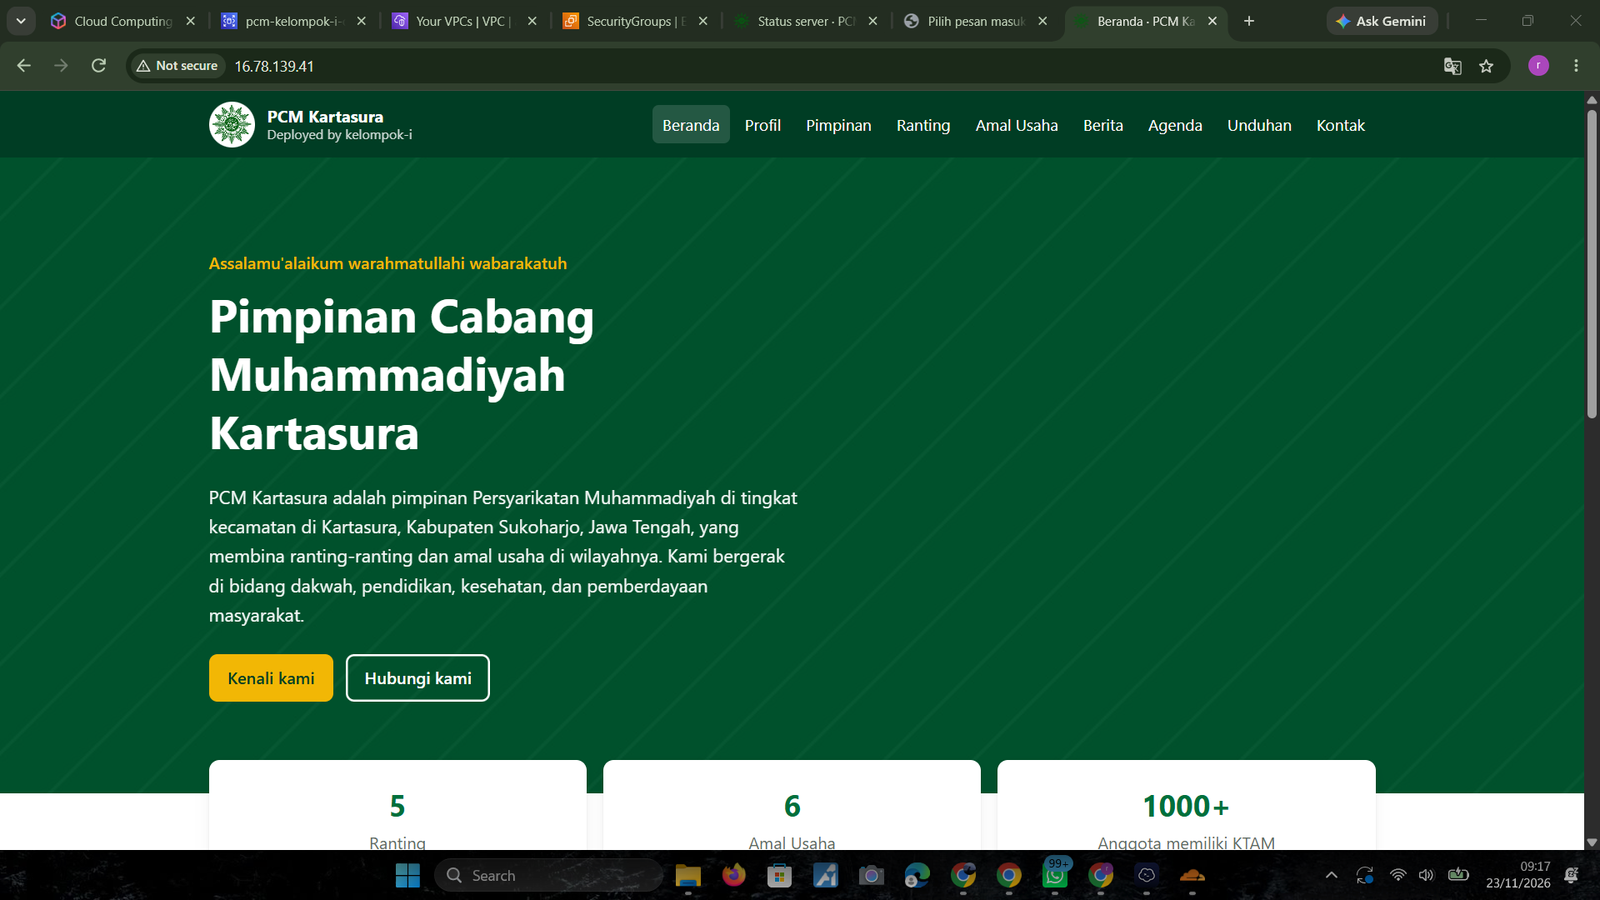 Cloud Computing
pcm-kelompok-i-
Your VPCs | VPC |
SecurityGroups | E
Status server · PCM
Pilih pesan masuk
Beranda · PCM Ka
Ask Gemini
Not secure
16.78.139.41
r
PCM Kartasura
Deployed by kelompok-i
Beranda
Profil
Pimpinan
Ranting
Amal Usaha
Berita
Agenda
Unduhan
Kontak
Assalamu'alaikum warahmatullahi wabarakatuh
Pimpinan Cabang
Muhammadiyah
Kartasura
PCM Kartasura adalah pimpinan Persyarikatan Muhammadiyah di tingkat
kecamatan di Kartasura, Kabupaten Sukoharjo, Jawa Tengah, yang
membina ranting-ranting dan amal usaha di wilayahnya. Kami bergerak
di bidang dakwah, pendidikan, kesehatan, dan pemberdayaan
masyarakat.
Kenali kami
Hubungi kami
5
Ranting
6
Amal Usaha
1000+
Anggota memiliki KTAM
Search
99+
09:17
23/11/2026